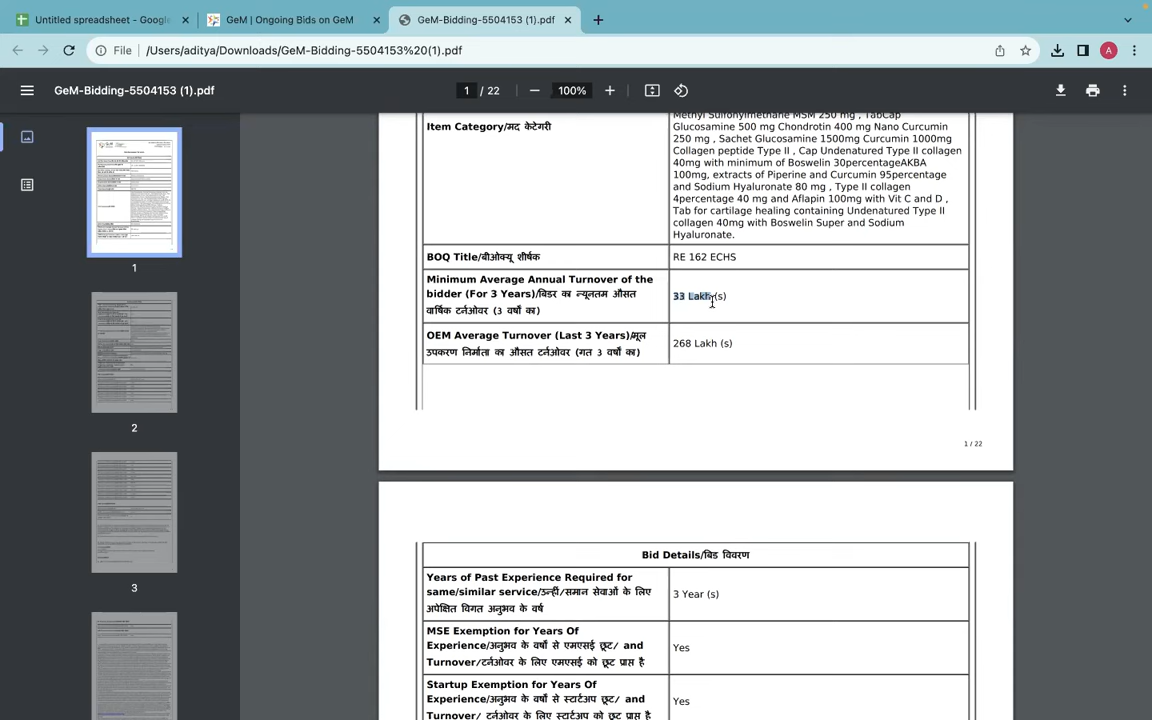 Untitled spreadsheet - Google
GeM | Ongoing Bids on GeM
GeM-Bidding-5504153 (1).pdf
File
/Users/aditya/Downloads/GeM-Bidding-5504153%20(1).pdf
A
GeM-Bidding-5504153 (1).pdf
1 / 22
100%
1
2
3
Item Category/मद केटेगरी
Methyl Sulfonylmethane MSM 250 mg , TabCap
Glucosamine 500 mg Chondrotin 400 mg Nano Curcumin
250 mg , Sachet Glucosamine 1500mg Curcumin 1000mg
Collagen peptide Type II , Cap Undenatured Type II collagen
40mg with minimum of Boswelin 30percentageAKBA
100mg, extracts of Piperine and Curcumin 95percentage
and Sodium Hyaluronate 80 mg , Type II collagen
4percentage 40 mg and Aflapin 100mg with Vit C and D ,
Tab for cartilage healing containing Undenatured Type II
collagen 40mg with Boswelin Super and Sodium
Hyaluronate.
BOQ Title/बीओक्यू शीर्षक
RE 162 ECHS
Minimum Average Annual Turnover of the
bidder (For 3 Years)/बिडर का न्यूनतम औसत
वार्षिक टर्नओवर (3 वर्षों का)
33 Lakh (s)
OEM Average Turnover (Last 3 Years)/मूल
उपकरण निर्माता का औसत टर्नओवर (गत 3 वर्षों का)
268 Lakh (s)
1 / 22
Bid Details/बिड विवरण
Years of Past Experience Required for
same/similar service/उन्हीं/समान सेवाओं के लिए
अपेक्षित विगत अनुभव के वर्ष
3 Year (s)
MSE Exemption for Years Of
Experience/अनुभव के वर्षों से एमएसई छूट/ and
Turnover/टर्नओवर के लिए एमएसई को छूट प्राप्त है
Yes
Startup Exemption for Years Of
Experience/अनुभव के वर्षों से स्टार्टअप छूट/ and
Turnover/ टर्नओवर के लिए स्टार्टअप को छूट प्राप्त है
Yes